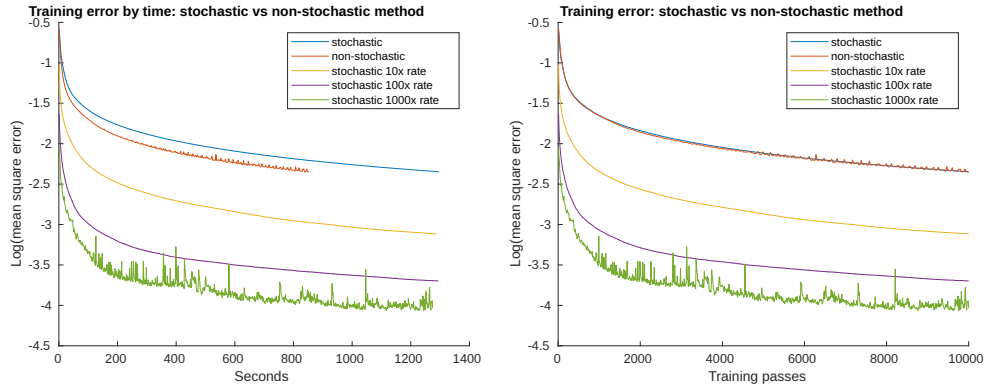 Training error by time: stochastic vs non-stochastic method
stochastic
non-stochastic
stochastic 10x rate
stochastic 100x rate
stochastic 1000x rate
Log(mean square error)
-0.5
-1
-1.5
-2
-2.5
-3
-3.5
-4
-4.5
0
200
400
600
800
1000
1200
1400
Seconds
Training error: stochastic vs non-stochastic method
stochastic
non-stochastic
stochastic 10x rate
stochastic 100x rate
stochastic 1000x rate
Log(mean square error)
-0.5
-1
-1.5
-2
-2.5
-3
-3.5
-4
-4.5
0
2000
4000
6000
8000
10000
Training passes